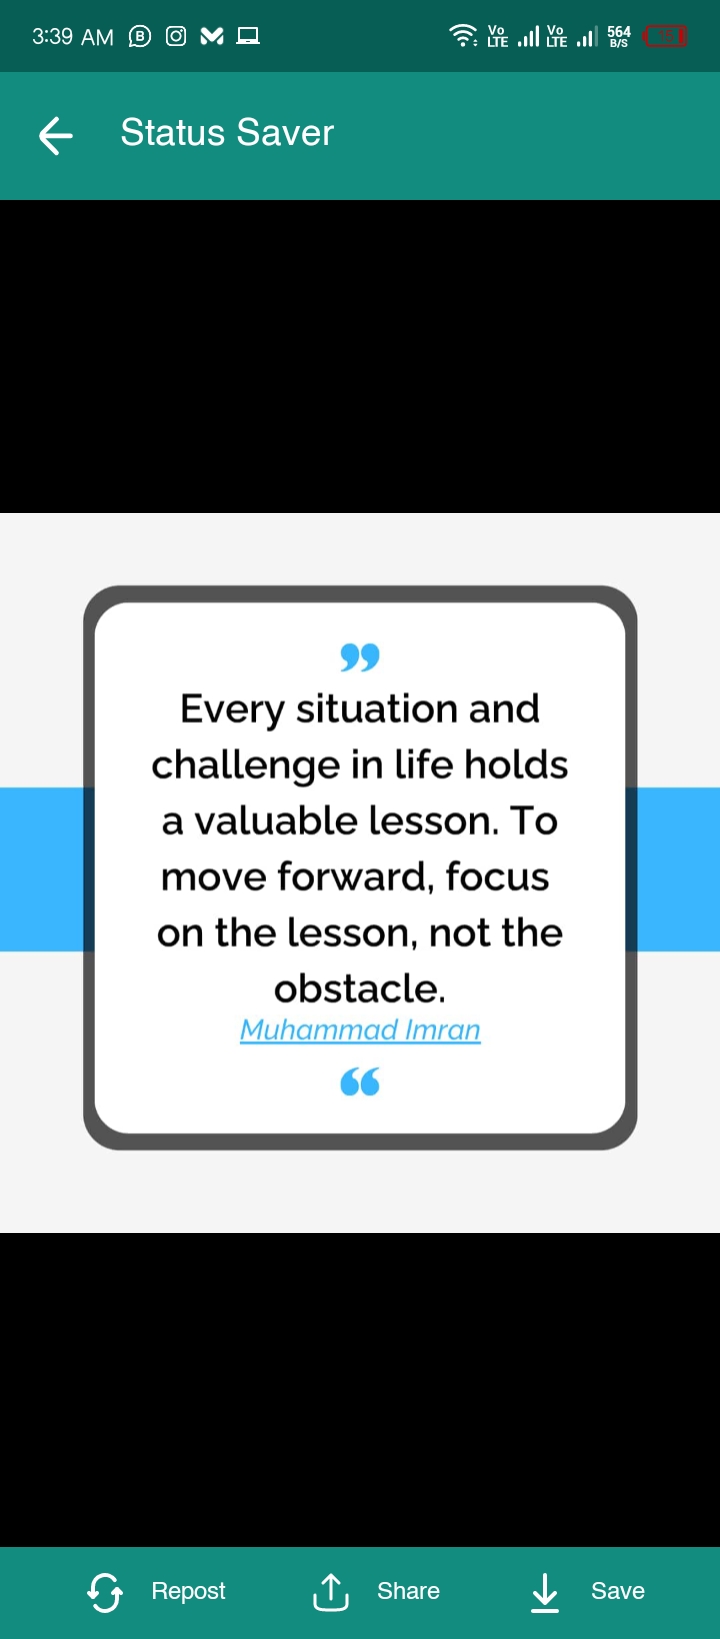 3:39 AM
Vo LTE Vo LTE 564 B/S
Status Saver
”
Every situation and
challenge in life holds
a valuable lesson. To
move forward, focus
on the lesson, not the
obstacle.
Muhammad Imran
“
Repost Share Save